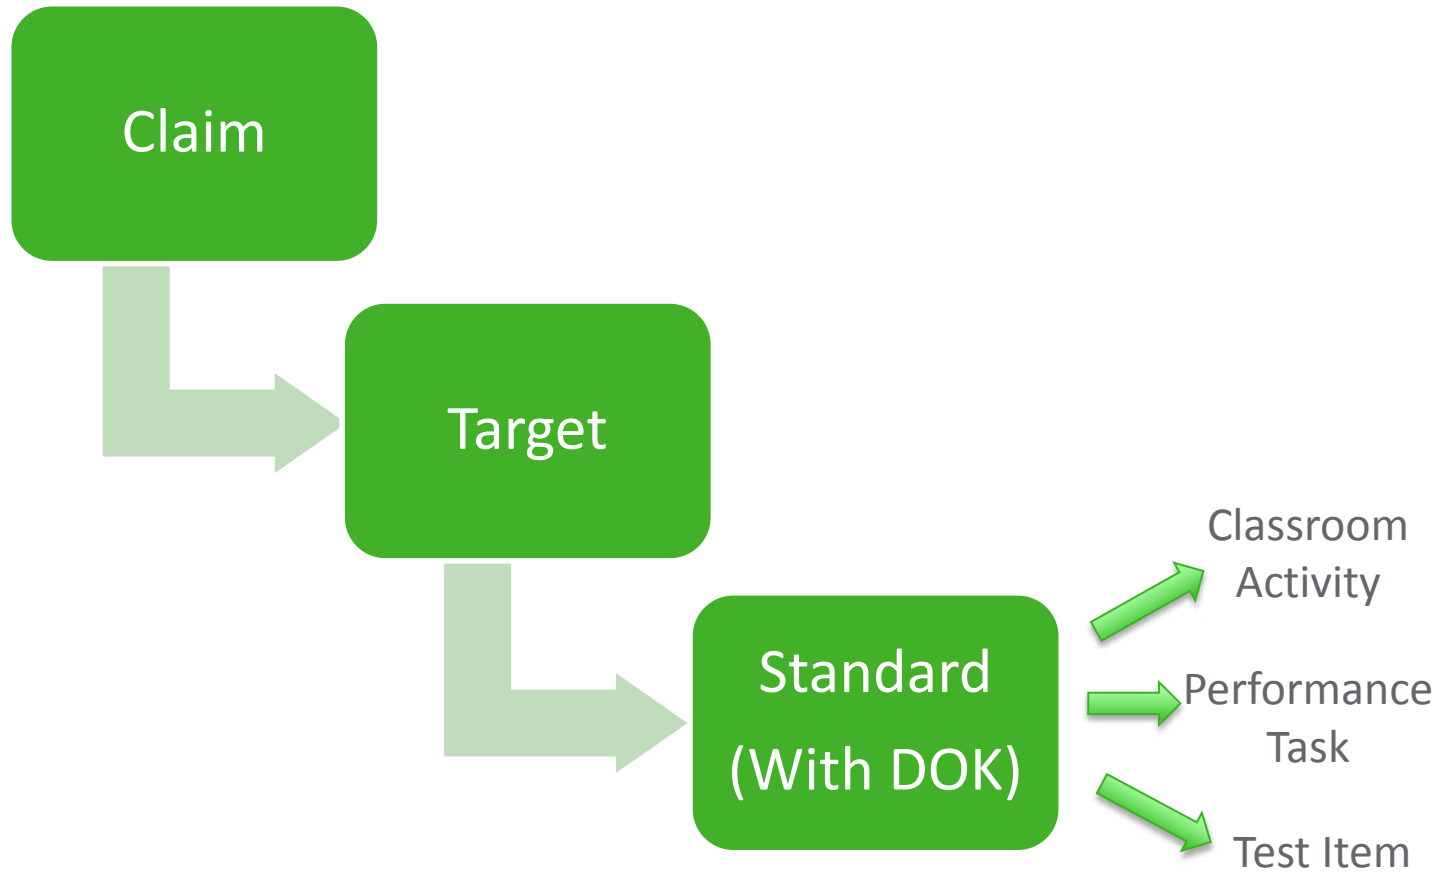 Claim
Target
Standard
(With DOK)
Classroom
Activity
Performance
Task
Test Item